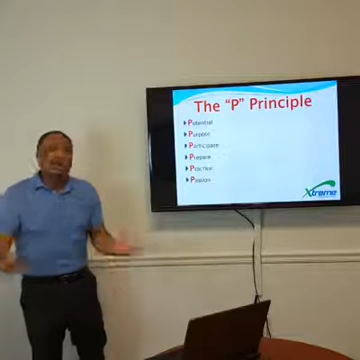 The "P" Principle
Potential
Purpose
Participate
Prepare
Practice
Passion
Xtreme